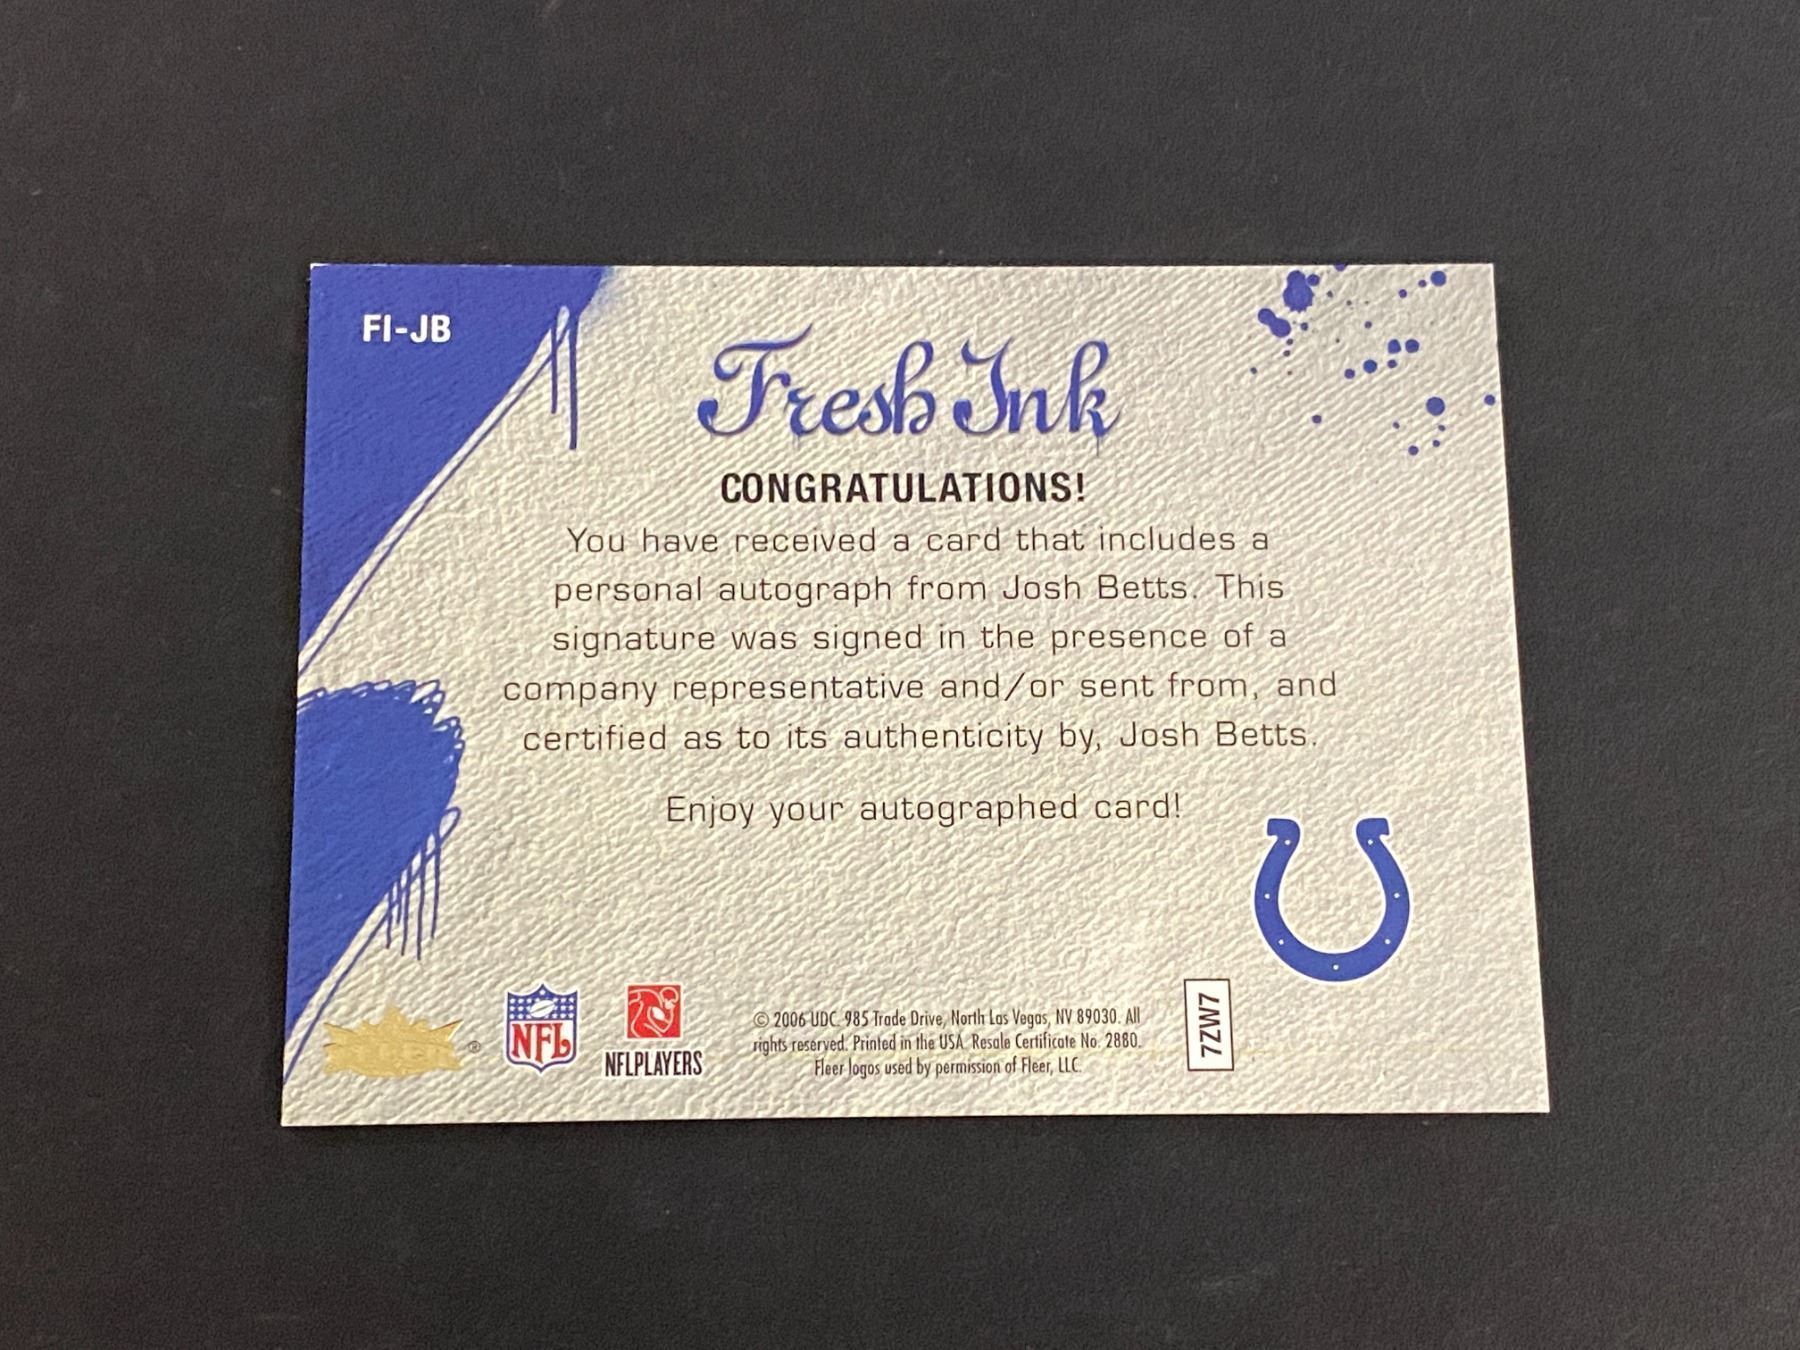 FI-JB
Fresh Ink
CONGRATULATIONS!
You have received a card that includes a
personal autograph from Josh Betts. This
signature was signed in the presence of a
company representative and/or sent from, and
certified as to its authenticity by, Josh Betts.
Enjoy your autographed card!
®
NFL
NFLPLAYERS
© 2006 UDC. 985 Trade Drive, North Las Vegas, NV 89030. All
rights reserved. Printed in the USA. Resale Certificate No. 2880.
Fleer logos used by permission of Fleer, LLC.
7ZW7